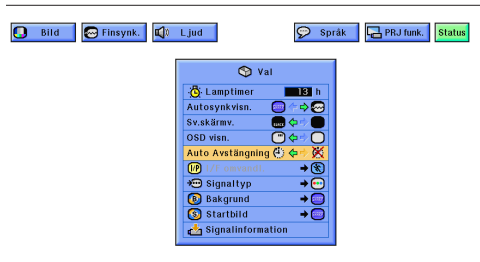 Bild Finsynk. Ljud Språk PRJ funk. Status
Val
Lamptimer 13 h
Autosynkvisn.
Sv.skärmv.
OSD visn.
Auto Avstängning
I/P
Signaltyp
Bakgrund
Startbild
Signalinformation